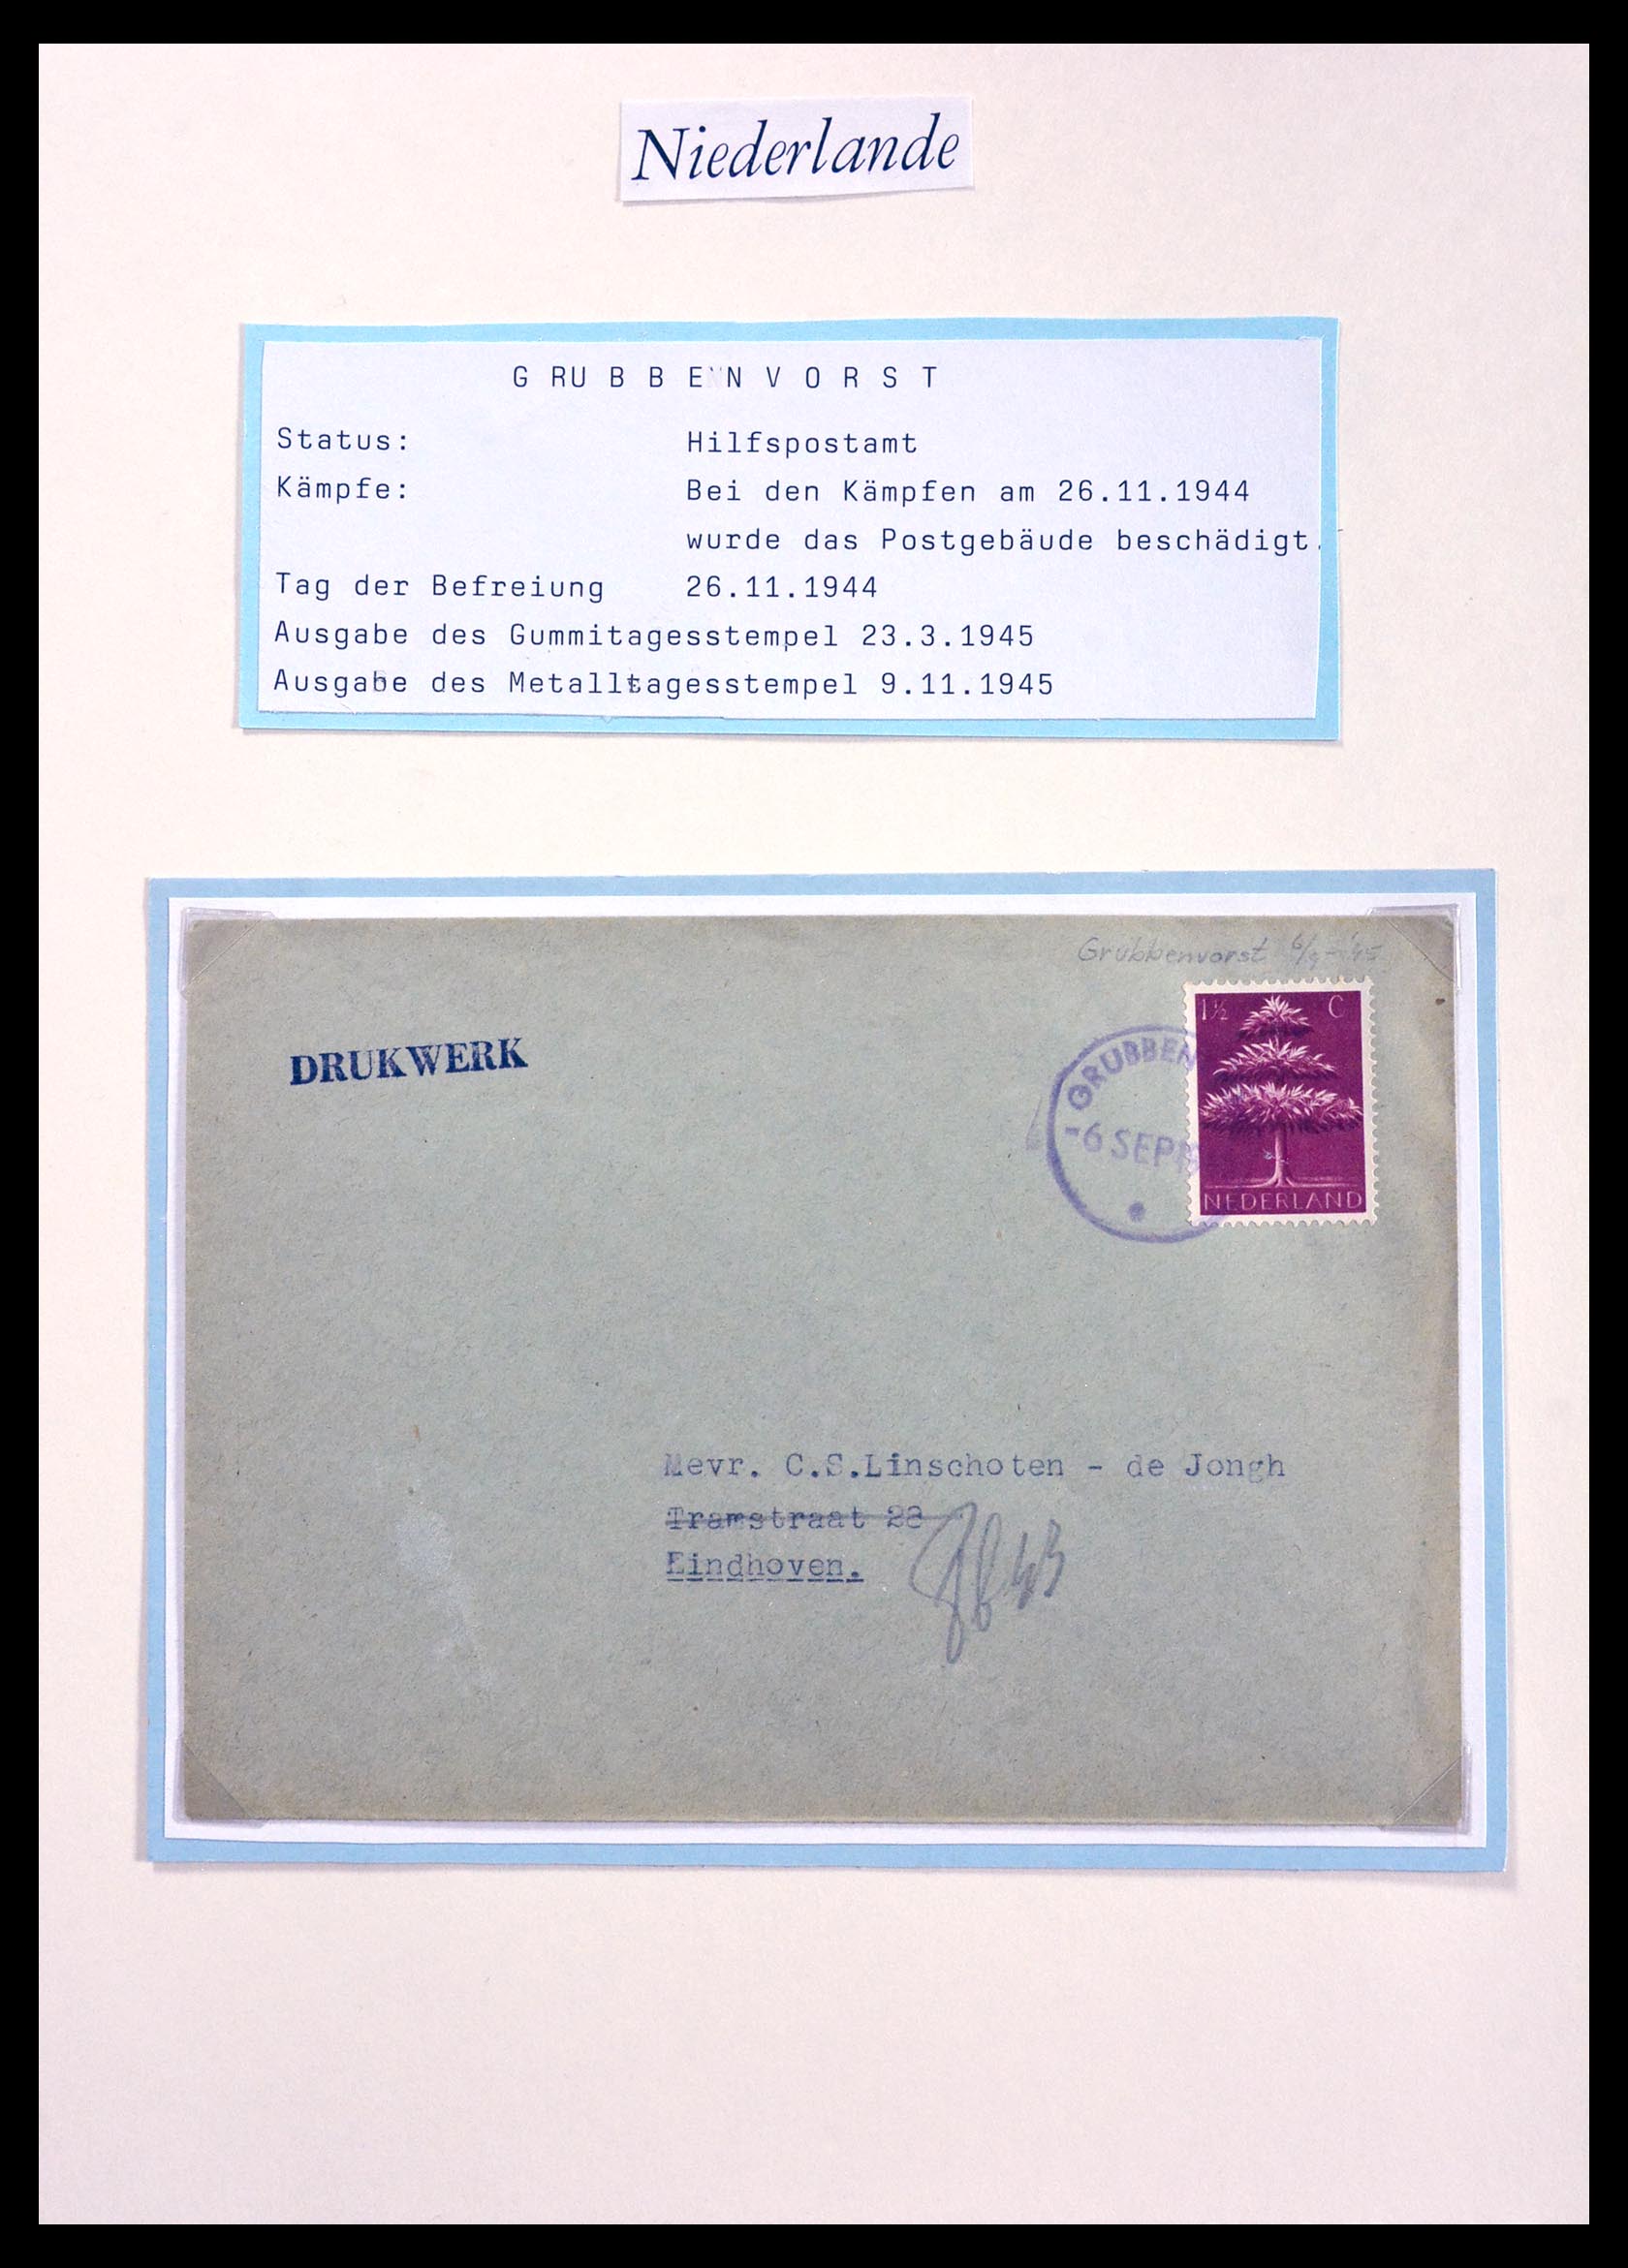 Niederlande
G RU B B E N V O R S T
Status: Hilfspostamt
Kämpfe: Bei den Kämpfen am 26.11.1944
wurde das Postgebäude beschädigt.
Tag der Befreiung 26.11.1944
Ausgabe des Gummitagesstempel 23.3.1945
Ausgabe des Metalltagesstempel 9.11.1945
Grubbenvorst 6/9-'45
DRUKWERK
1½ C
GRUBBEN
-6 SEP
NEDERLAND
Mevr. C.S.Linschoten - de Jongh
Tramstraat 28
Eindhoven.